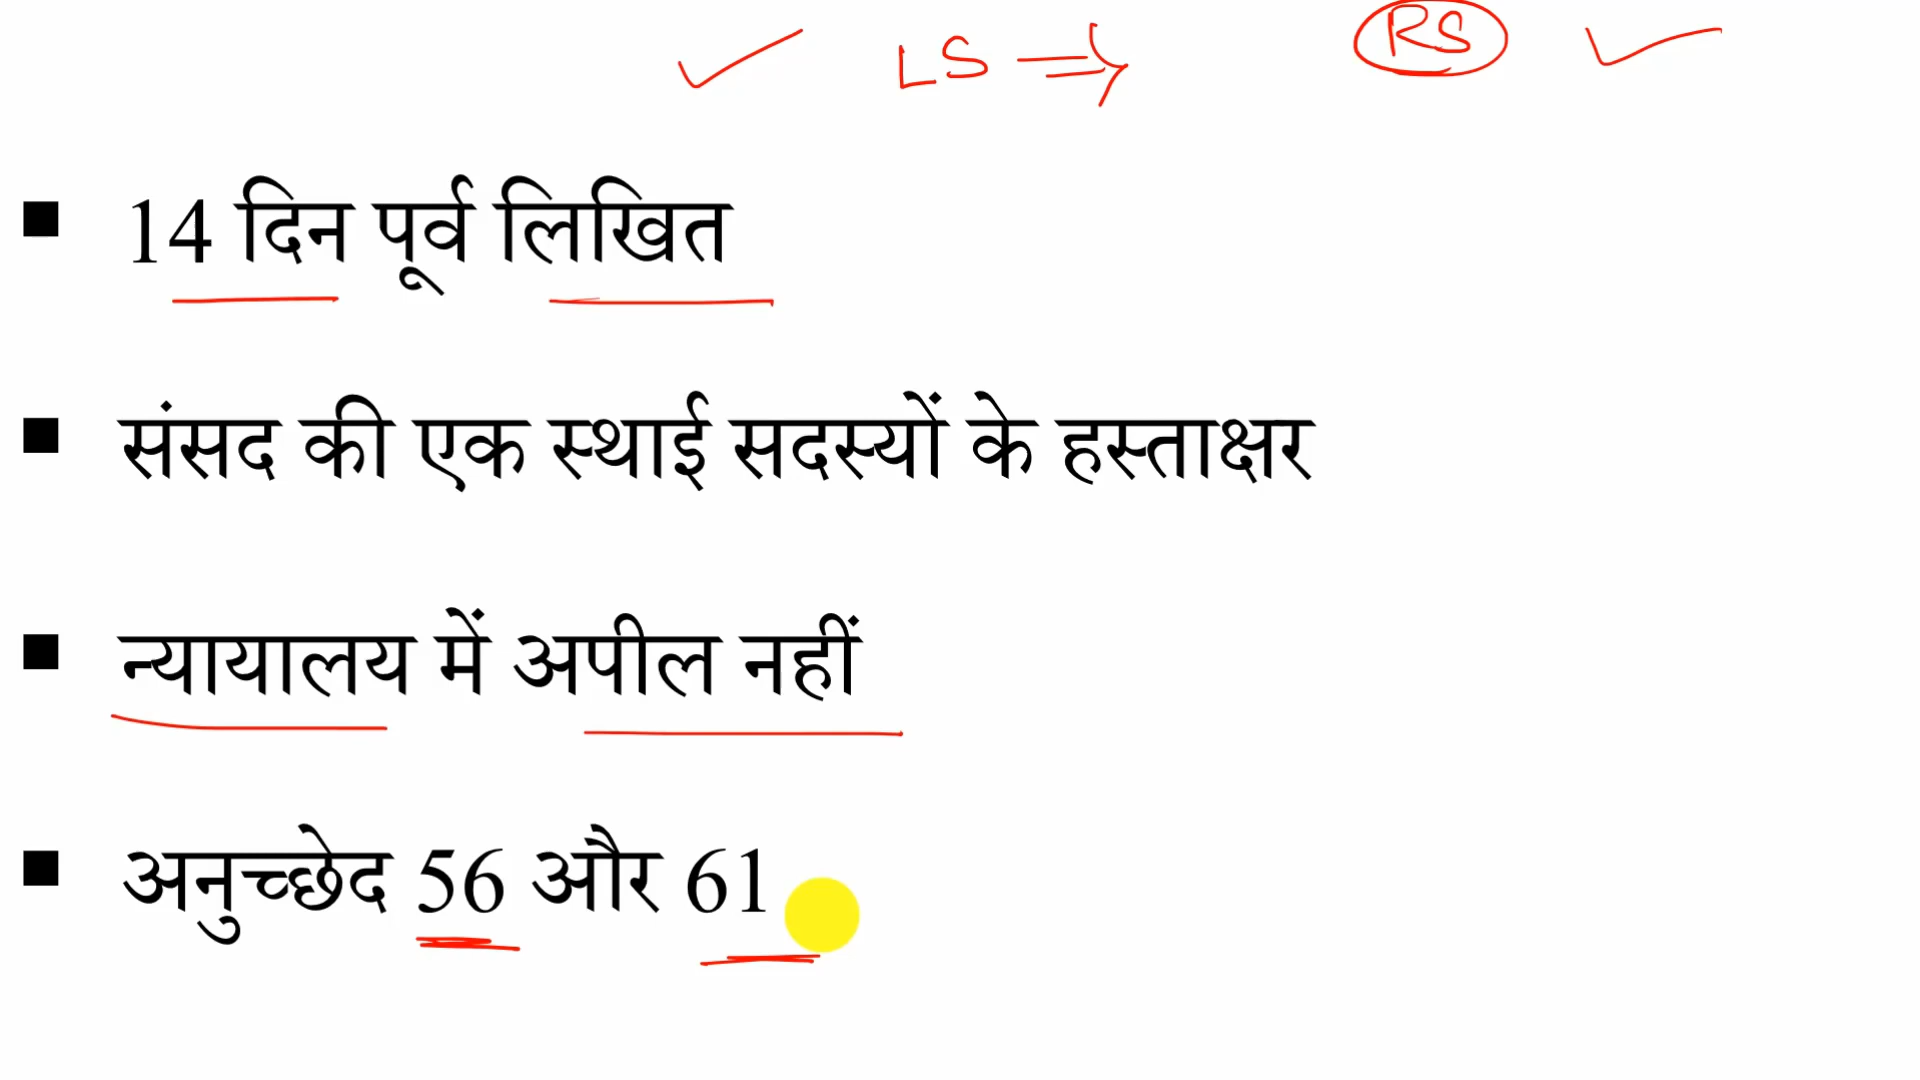 LS RS
14 दिन पूर्व लिखित
संसद की एक स्थाई सदस्यों के हस्ताक्षर
न्यायालय में अपील नहीं
अनुच्छेद 56 और 61